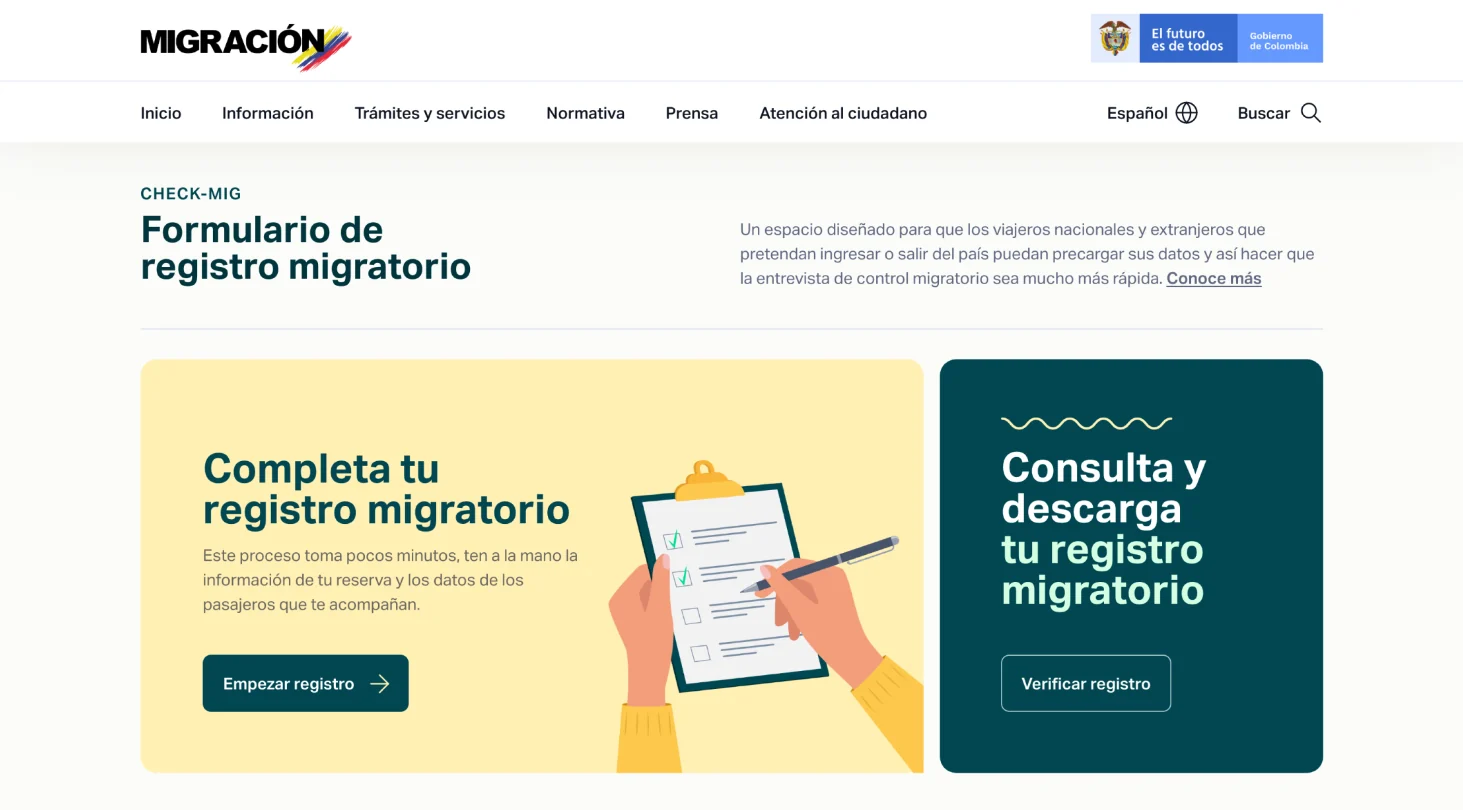 MIGRACIÓN
El futuro
es de todos
Gobierno
de Colombia
Inicio
Información
Trámites y servicios
Normativa
Prensa
Atención al ciudadano
Español
Buscar
CHECK-MIG
Formulario de
registro migratorio
Un espacio diseñado para que los viajeros nacionales y extranjeros que
pretendan ingresar o salir del país puedan precargar sus datos y así hacer que
la entrevista de control migratorio sea mucho más rápida. Conoce más
Completa tu
registro migratorio
Este proceso toma pocos minutos, ten a la mano la
información de tu reserva y los datos de los
pasajeros que te acompañan.
Empezar registro
Consulta y
descarga
tu registro
migratorio
Verificar registro